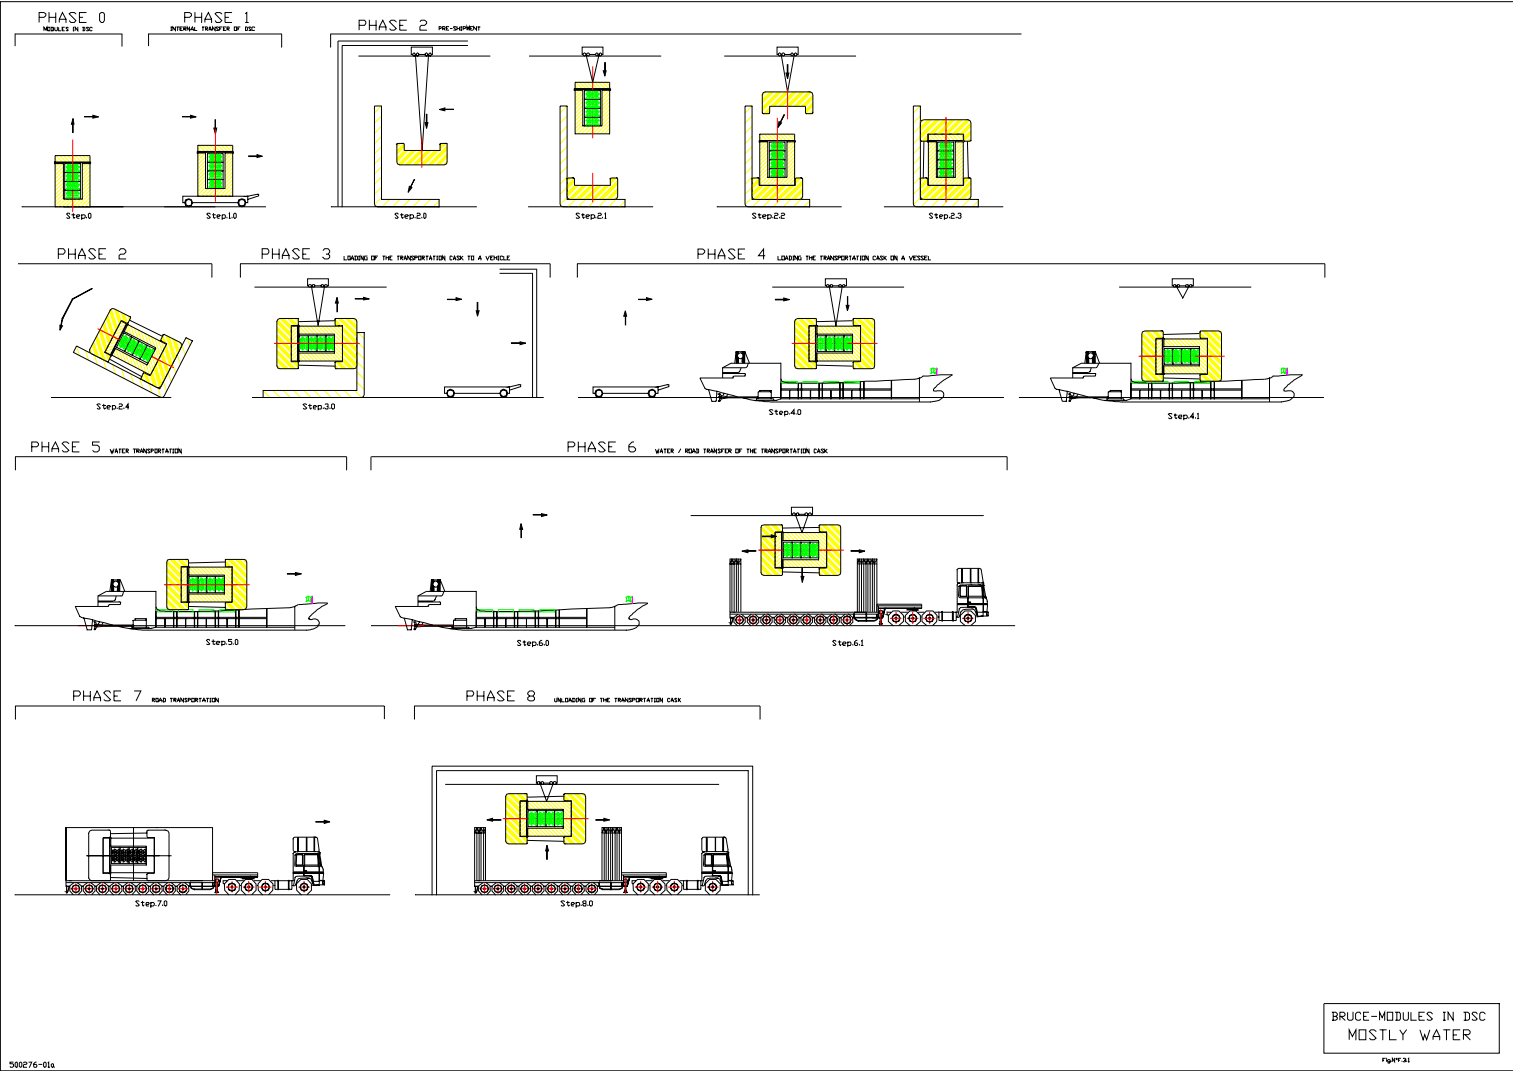 PHASE 0
MODULES IN DSC
PHASE 1
INTERNAL TRANSFER OF DSC
PHASE 2 PRE-SHIPMENT
Step.0
Step.1.0
Step.2.0
Step.2.1
Step.2.2
Step.2.3
PHASE 2
PHASE 3 LOADING OF THE TRANSPORTATION CASK TO A VEHICLE
PHASE 4 LOADING THE TRANSPORTATION CASK ON A VESSEL
Step.2.4
Step.3.0
Step.4.0
Step.4.1
PHASE 5 WATER TRANSPORTATION
PHASE 6 WATER / ROAD TRANSFER OF THE TRANSPORTATION CASK
Step.5.0
Step.6.0
Step.6.1
PHASE 7 ROAD TRANSPORTATION
PHASE 8 UNLOADING OF THE TRANSPORTATION CASK
Step.7.0
Step.8.0
BRUCE-MODULES IN DSC
MOSTLY WATER
Fig.N°F.3.1
500276-01a